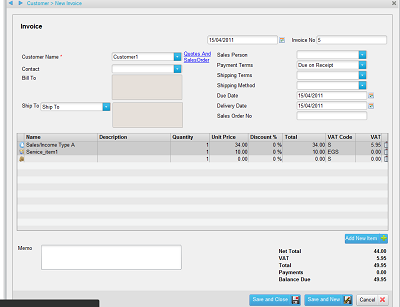 Customer > New Invoice
Invoice
15/04/2011 Invoice No 5
Customer Name * Customer1 Quotes And SalesOrder
Sales Person
Contact
Payment Terms Due on Receipt
Bill To
Shipping Terms
Shipping Method
Due Date 15/04/2011
Ship To Ship To
Delivery Date 15/04/2011
Sales Order No
Name Description Quantity Unit Price Discount % Total VAT Code VAT
Sales/Income Type A 1 34.00 0 % 34.00 S 5.95
Service_item1 1 10.00 0 % 10.00 EGS 0.00
1 0.00 0 % 0.00 S 0.00
Add New Item
Memo
Net Total 44.00
VAT 5.95
Total 49.95
Payments 0.00
Balance Due 49.95
Save and Close Save and New Cancel